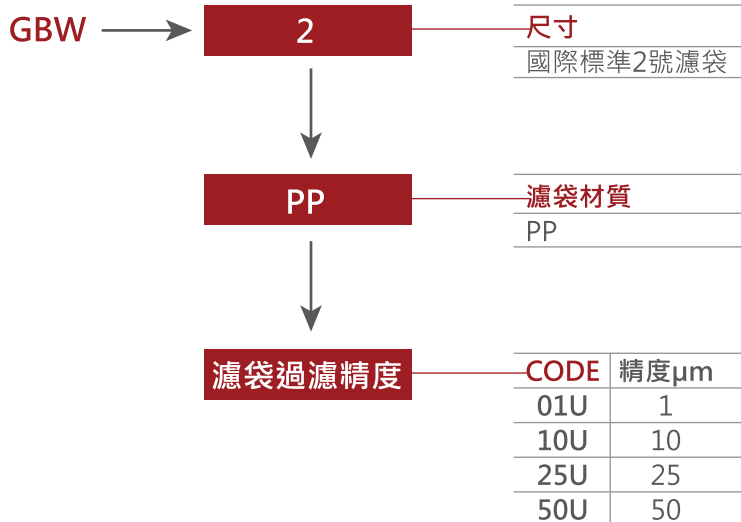 GBW
2
尺寸
國際標準2號濾袋
PP
濾袋材質
PP
濾袋過濾精度
CODE 精度µm
01U 1
10U 10
25U 25
50U 50